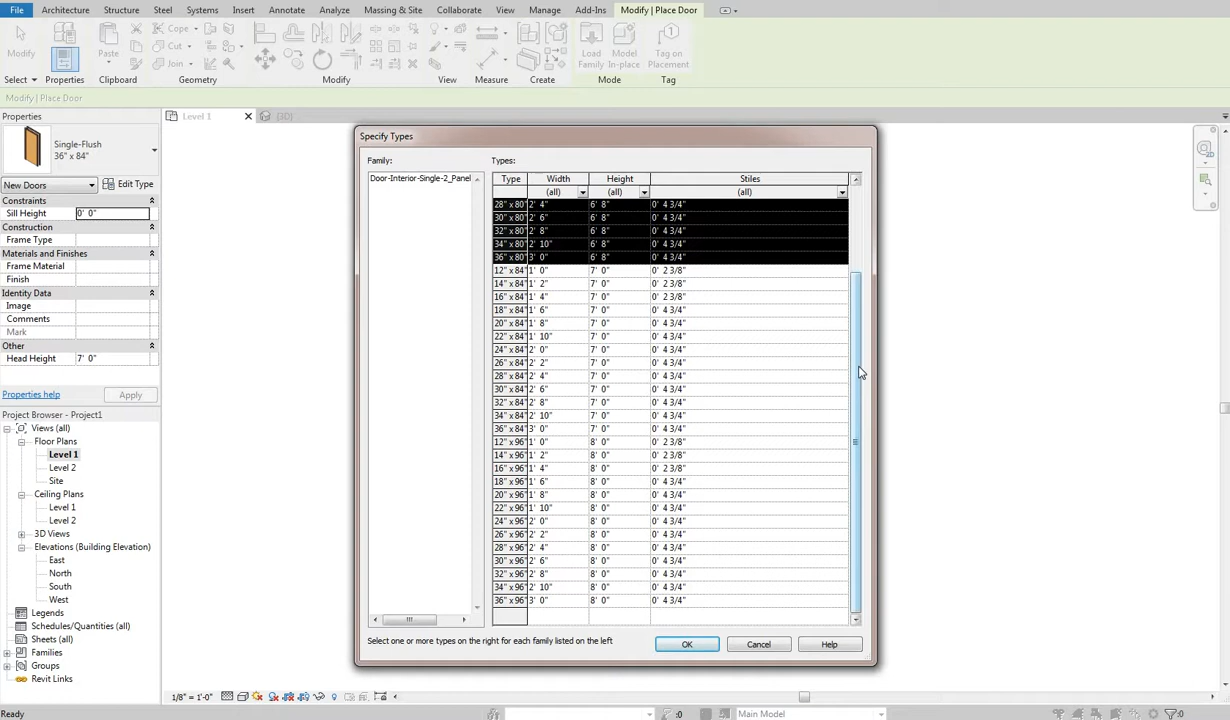 File Architecture Structure Steel Systems Insert Annotate Analyze Massing & Site Collaborate View Manage Add-Ins Modify | Place Door
Modify
Paste
Cope
Cut
Join
Load Family
Model In-place
Tag on Placement
Select Properties Clipboard Geometry Modify View Measure Create Mode Tag
Modify | Place Door
Properties
Single-Flush
36" x 84"
New Doors Edit Type
Constraints
Sill Height 0' 0"
Construction
Frame Type
Materials and Finishes
Frame Material
Finish
Identity Data
Image
Comments
Mark
Other
Head Height 7' 0"
Properties help Apply
Project Browser - Project1
Views (all)
Floor Plans
Level 1
Level 2
Site
Ceiling Plans
Level 1
Level 2
3D Views
Elevations (Building Elevation)
East
North
South
West
Legends
Schedules/Quantities (all)
Sheets (all)
Families
Groups
Revit Links
Level 1
{3D}
Specify Types
Family: Types:
Door-Interior-Single-2_Panel
Type Width Height Stiles
(all) (all) (all)
28" x 80" 2' 4" 6' 8" 0' 4 3/4"
30" x 80" 2' 6" 6' 8" 0' 4 3/4"
32" x 80" 2' 8" 6' 8" 0' 4 3/4"
34" x 80" 2' 10" 6' 8" 0' 4 3/4"
36" x 80" 3' 0" 6' 8" 0' 4 3/4"
12" x 84" 1' 0" 7' 0" 0' 2 3/8"
14" x 84" 1' 2" 7' 0" 0' 2 3/8"
16" x 84" 1' 4" 7' 0" 0' 2 3/8"
18" x 84" 1' 6" 7' 0" 0' 4 3/4"
20" x 84" 1' 8" 7' 0" 0' 4 3/4"
22" x 84" 1' 10" 7' 0" 0' 4 3/4"
24" x 84" 2' 0" 7' 0" 0' 4 3/4"
26" x 84" 2' 2" 7' 0" 0' 4 3/4"
28" x 84" 2' 4" 7' 0" 0' 4 3/4"
30" x 84" 2' 6" 7' 0" 0' 4 3/4"
32" x 84" 2' 8" 7' 0" 0' 4 3/4"
34" x 84" 2' 10" 7' 0" 0' 4 3/4"
36" x 84" 3' 0" 7' 0" 0' 4 3/4"
12" x 96" 1' 0" 8' 0" 0' 2 3/8"
14" x 96" 1' 2" 8' 0" 0' 2 3/8"
16" x 96" 1' 4" 8' 0" 0' 2 3/8"
18" x 96" 1' 6" 8' 0" 0' 4 3/4"
20" x 96" 1' 8" 8' 0" 0' 4 3/4"
22" x 96" 1' 10" 8' 0" 0' 4 3/4"
24" x 96" 2' 0" 8' 0" 0' 4 3/4"
26" x 96" 2' 2" 8' 0" 0' 4 3/4"
28" x 96" 2' 4" 8' 0" 0' 4 3/4"
30" x 96" 2' 6" 8' 0" 0' 4 3/4"
32" x 96" 2' 8" 8' 0" 0' 4 3/4"
34" x 96" 2' 10" 8' 0" 0' 4 3/4"
36" x 96" 3' 0" 8' 0" 0' 4 3/4"
Select one or more types on the right for each family listed on the left
OK Cancel Help
1/8" = 1'-0"
Ready :0 Main Model :0